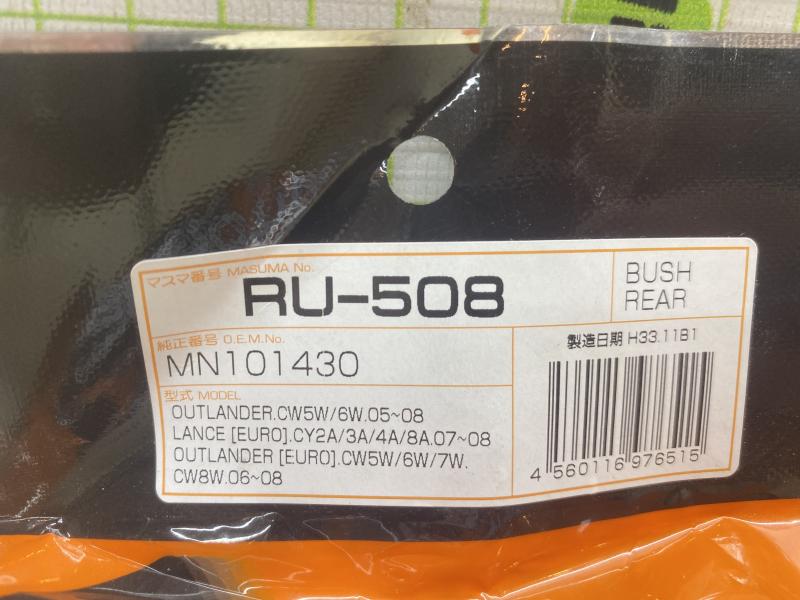 マスマ番号 MASUMA No.
RU-508
BUSH
REAR
純正番号 O.E.M.No.
MN101430
製造日期 H33.11B1
型式 MODEL
OUTLANDER.CW5W/6W.05~08
LANCE [EURO].CY2A/3A/4A/8A.07~08
OUTLANDER [EURO].CW5W/6W/7W.
CW8W.06~08
4 560116 976515